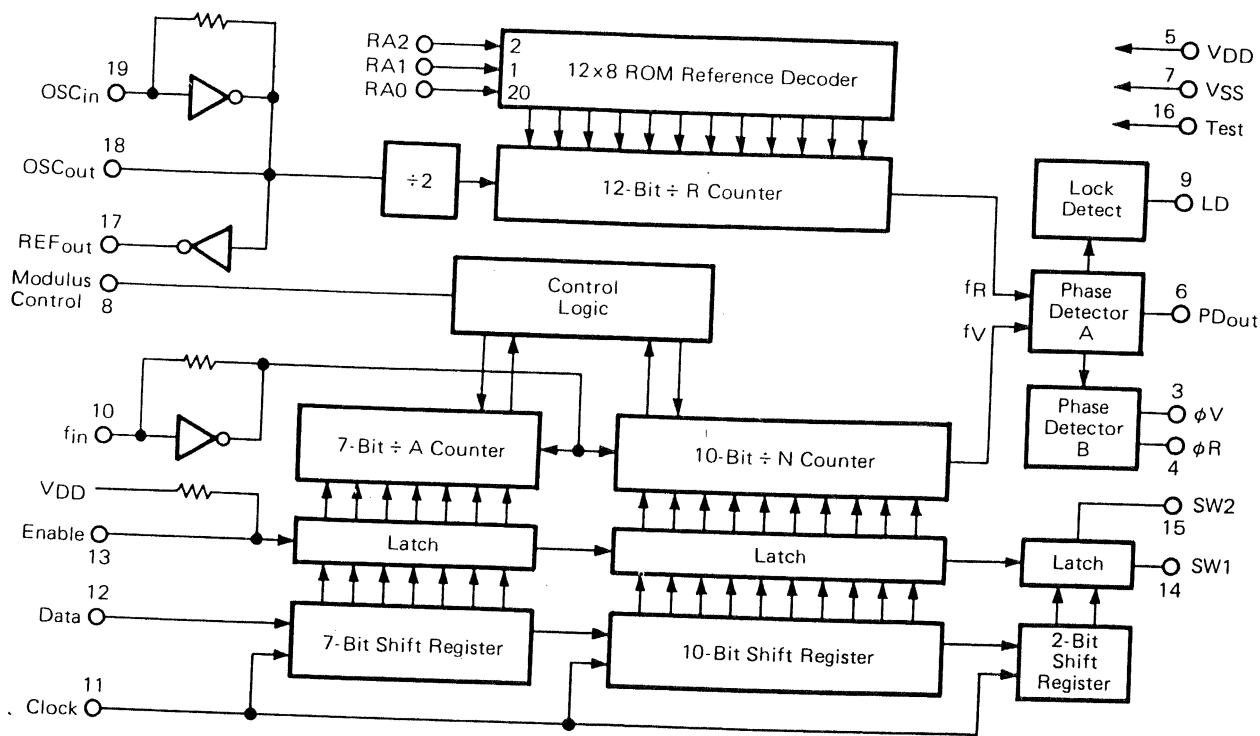 RA2
RA1
RA0
2
1
20
12x8 ROM Reference Decoder
5
VDD
7
VSS
16
Test
19
OSCin
18
OSCout
÷2
12-Bit ÷ R Counter
Lock
Detect
9
LD
17
REFout
Modulus
Control
8
Control
Logic
fR
fV
Phase
Detector
A
6
PDout
10
fin
7-Bit ÷ A Counter
10-Bit ÷ N Counter
Phase
Detector
B
3
ϕV
ϕR
4
VDD
Enable
13
Latch
Latch
Latch
SW2
15
SW1
14
12
Data
7-Bit Shift Register
10-Bit Shift Register
2-Bit
Shift
Register
11
Clock